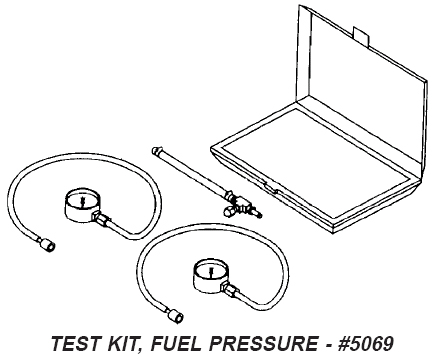 TEST KIT, FUEL PRESSURE - #5069